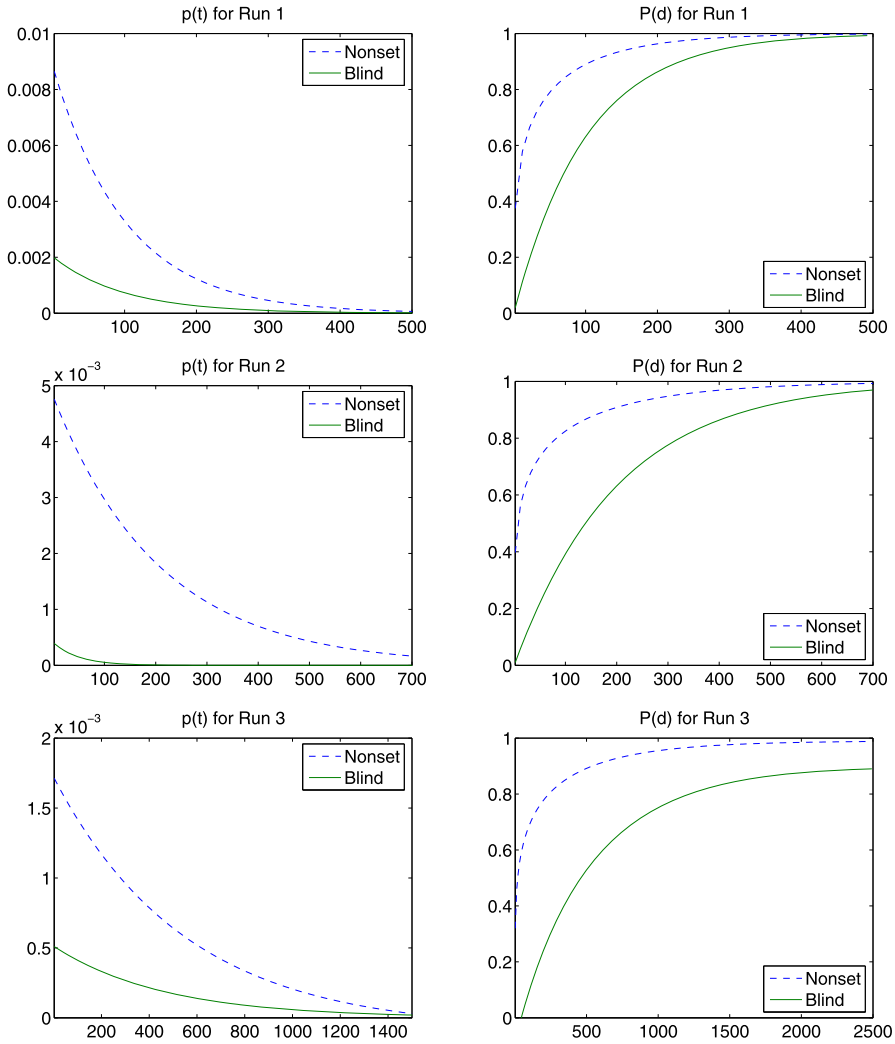 p(t) for Run 1
0.01
0.008
0.006
0.004
0.002
0
100 200 300 400 500
Nonset
Blind
P(d) for Run 1
1
0.8
0.6
0.4
0.2
0
100 200 300 400 500
Nonset
Blind
p(t) for Run 2
x 10⁻³
5
4
3
2
1
0
100 200 300 400 500 600 700
Nonset
Blind
P(d) for Run 2
1
0.8
0.6
0.4
0.2
0
100 200 300 400 500 600 700
Nonset
Blind
p(t) for Run 3
x 10⁻³
2
1.5
1
0.5
0
200 400 600 800 1000 1200 1400
Nonset
Blind
P(d) for Run 3
1
0.8
0.6
0.4
0.2
0
500 1000 1500 2000 2500
Nonset
Blind